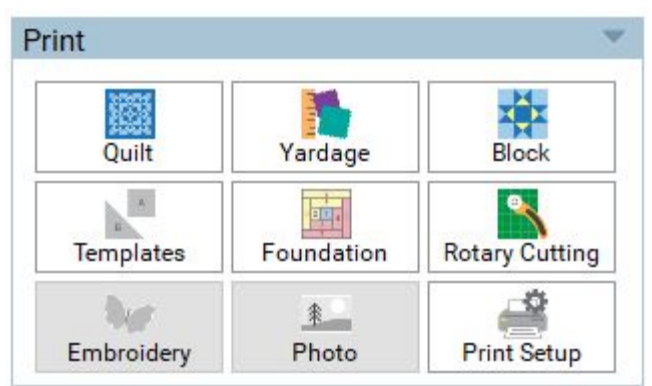 Print
Quilt
Yardage
Block
Templates
Foundation
Rotary Cutting
Embroidery
Photo
Print Setup